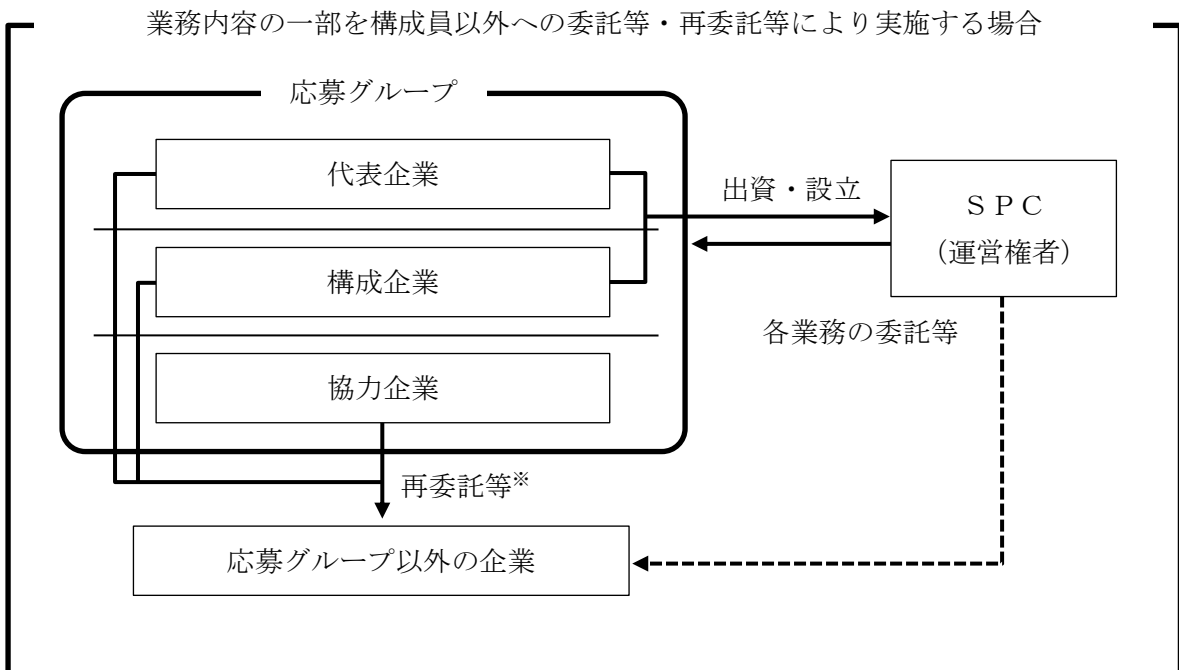 業務内容の一部を構成員以外への委託等・再委託等により実施する場合
応募グループ
代表企業
出資・設立
ＳＰＣ
（運営権者）
構成企業
各業務の委託等
協力企業
再委託等※
応募グループ以外の企業